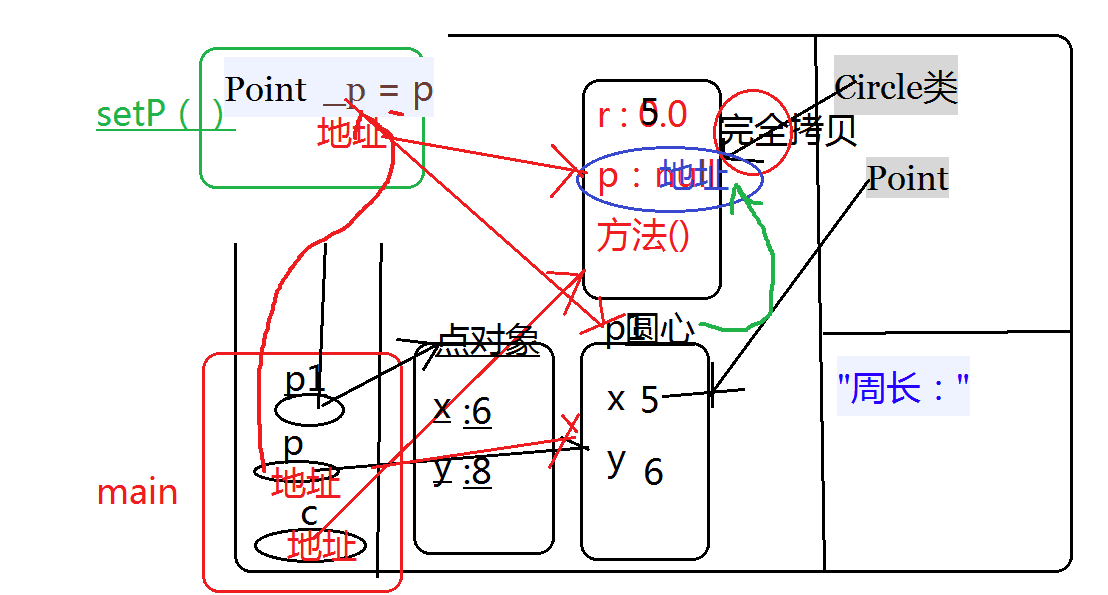 setP（ ）
Point _p = p
地址
r : 0.0
5
p : null
地址
方法()
完全拷贝
Circle类
Point
p1
p
地址
c
地址
main
点对象
x :6
y :8
圆心
x 5
y 6
"周长："